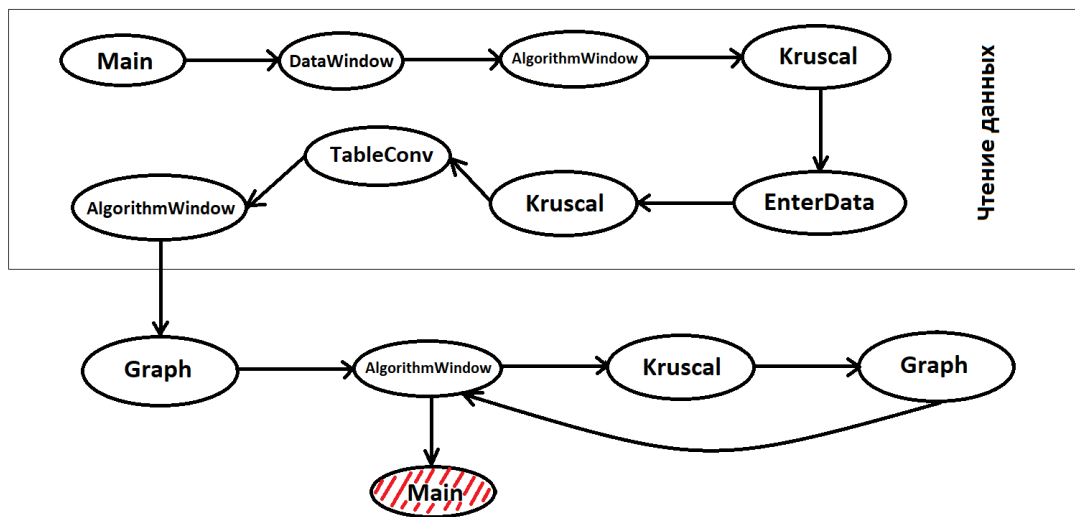 Main
DataWindow
AlgorithmWindow
Kruscal
Чтение данных
TableConv
AlgorithmWindow
Kruscal
EnterData
Graph
AlgorithmWindow
Kruscal
Graph
Main